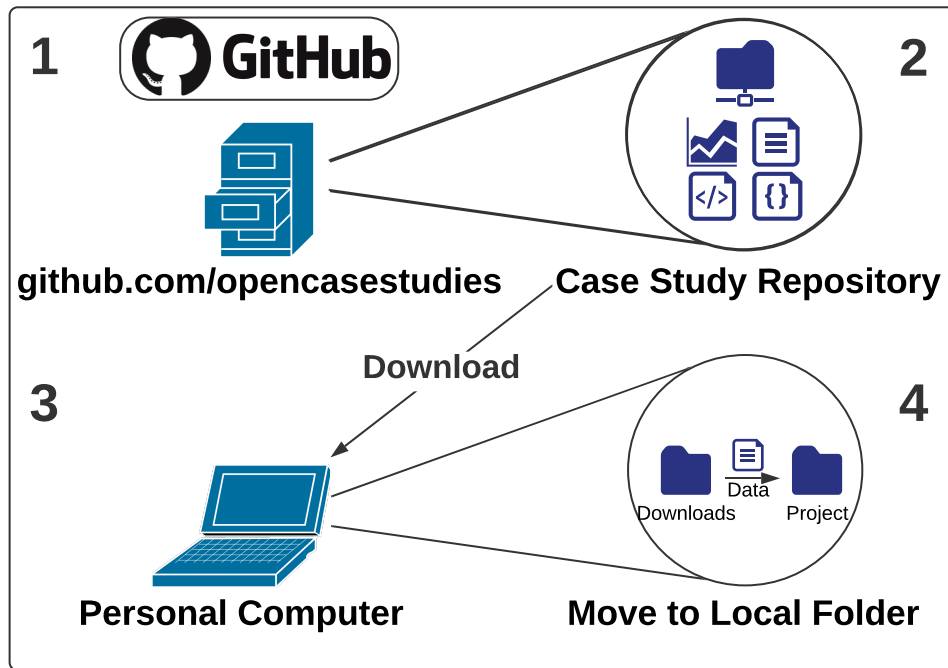 1
GitHub
2
</>
{}
github.com/opencasestudies
Case Study Repository
Download
3
4
Data
Downloads
Project
Personal Computer
Move to Local Folder